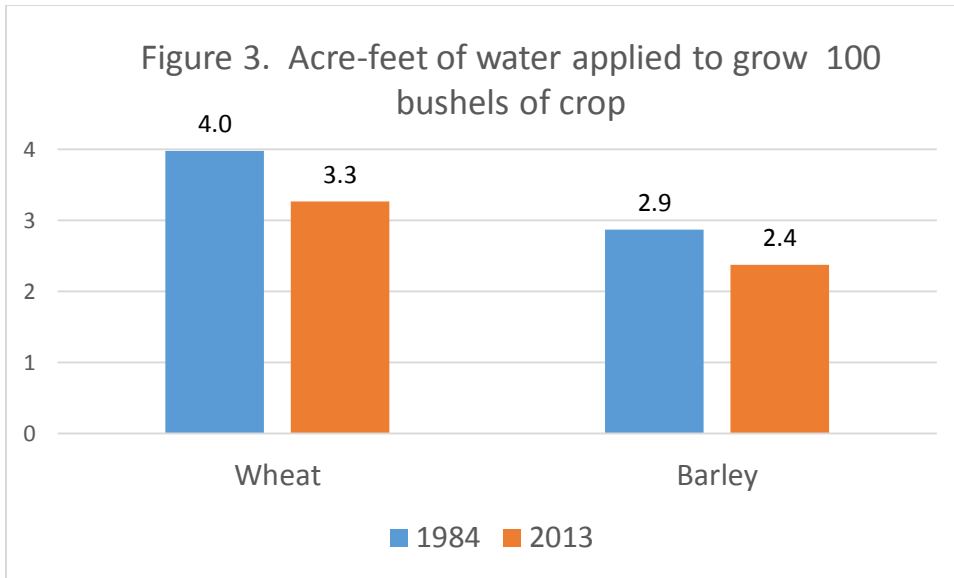 Figure 3.  Acre-feet of water applied to grow  100
bushels of crop
4.0
3.3
2.9
2.4
4
3
2
1
0
Wheat
Barley
1984
2013